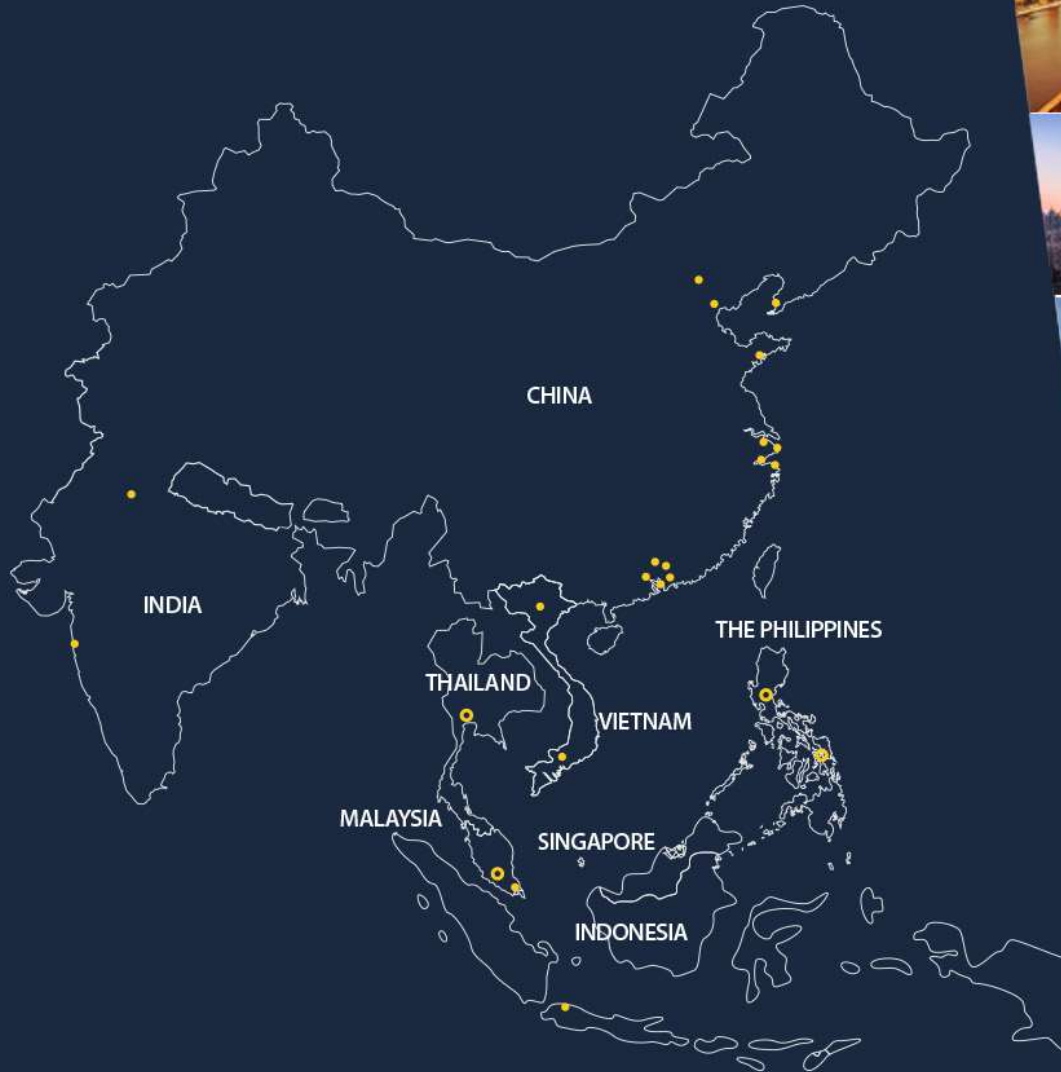 CHINA
INDIA
THE PHILIPPINES
THAILAND
VIETNAM
MALAYSIA
SINGAPORE
INDONESIA